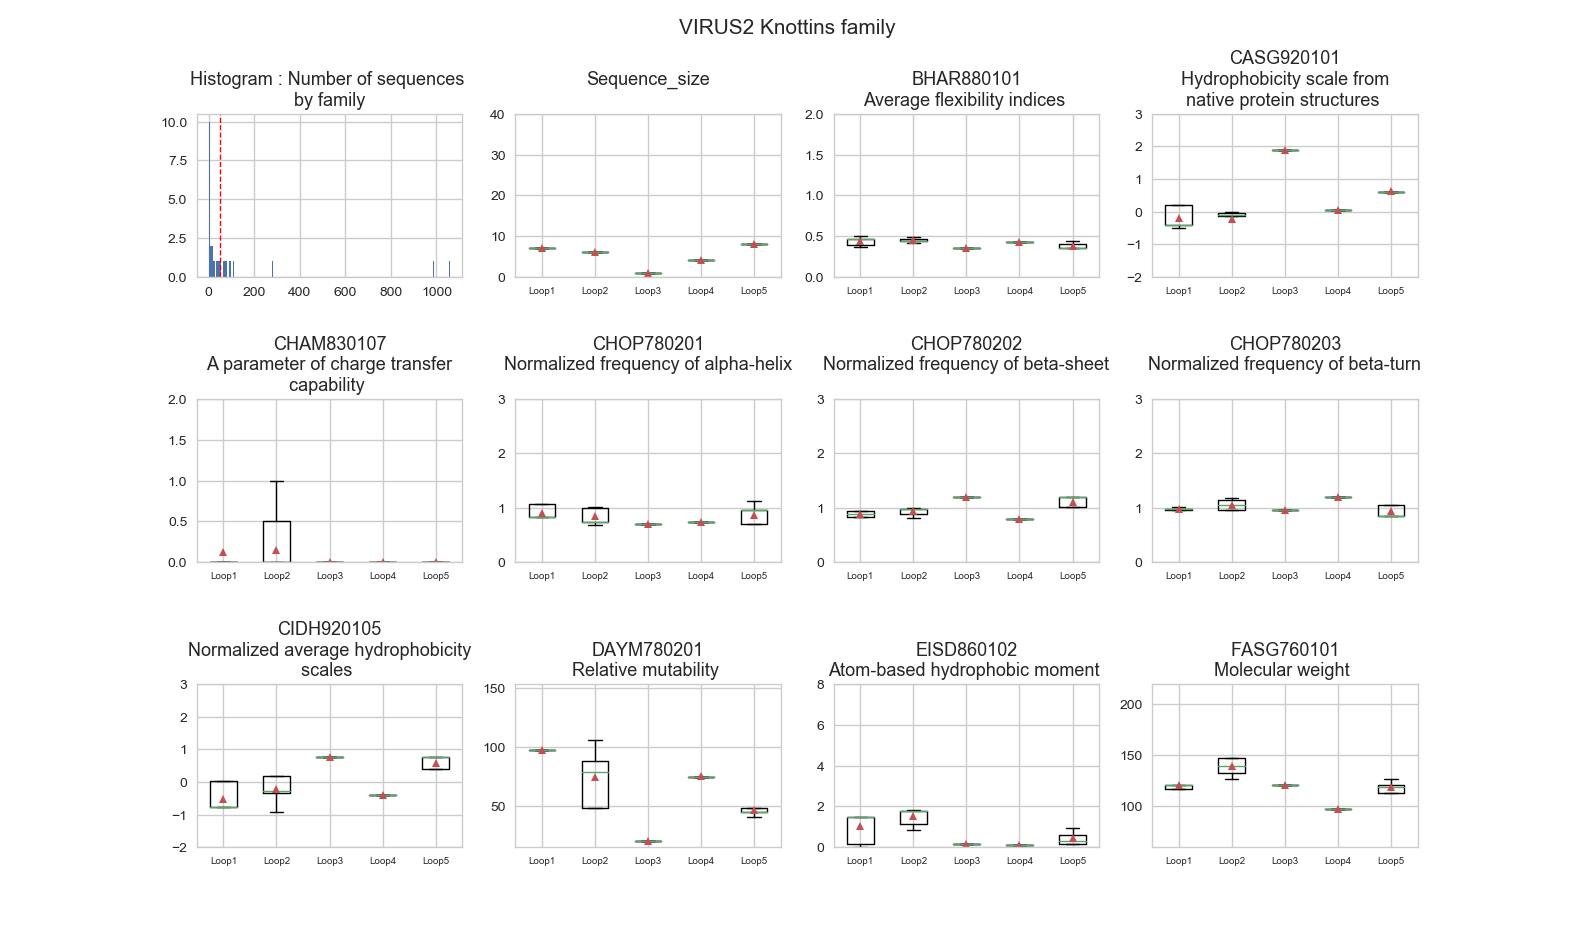 VIRUS2 Knottins family
Histogram : Number of sequences
by family
10.0
7.5
5.0
2.5
0.0
0 200 400 600 800 1000
Sequence_size
40
30
20
10
0
Loop1 Loop2 Loop3 Loop4 Loop5
BHAR880101
Average flexibility indices
2.0
1.5
1.0
0.5
0.0
Loop1 Loop2 Loop3 Loop4 Loop5
CASG920101
Hydrophobicity scale from
native protein structures
3
2
1
0
−1
−2
Loop1 Loop2 Loop3 Loop4 Loop5
CHAM830107
A parameter of charge transfer
capability
2.0
1.5
1.0
0.5
0.0
Loop1 Loop2 Loop3 Loop4 Loop5
CHOP780201
Normalized frequency of alpha-helix
3
2
1
0
Loop1 Loop2 Loop3 Loop4 Loop5
CHOP780202
Normalized frequency of beta-sheet
3
2
1
0
Loop1 Loop2 Loop3 Loop4 Loop5
CHOP780203
Normalized frequency of beta-turn
3
2
1
0
Loop1 Loop2 Loop3 Loop4 Loop5
CIDH920105
Normalized average hydrophobicity
scales
3
2
1
0
−1
−2
Loop1 Loop2 Loop3 Loop4 Loop5
DAYM780201
Relative mutability
150
100
50
Loop1 Loop2 Loop3 Loop4 Loop5
EISD860102
Atom-based hydrophobic moment
8
6
4
2
0
Loop1 Loop2 Loop3 Loop4 Loop5
FASG760101
Molecular weight
200
150
100
Loop1 Loop2 Loop3 Loop4 Loop5